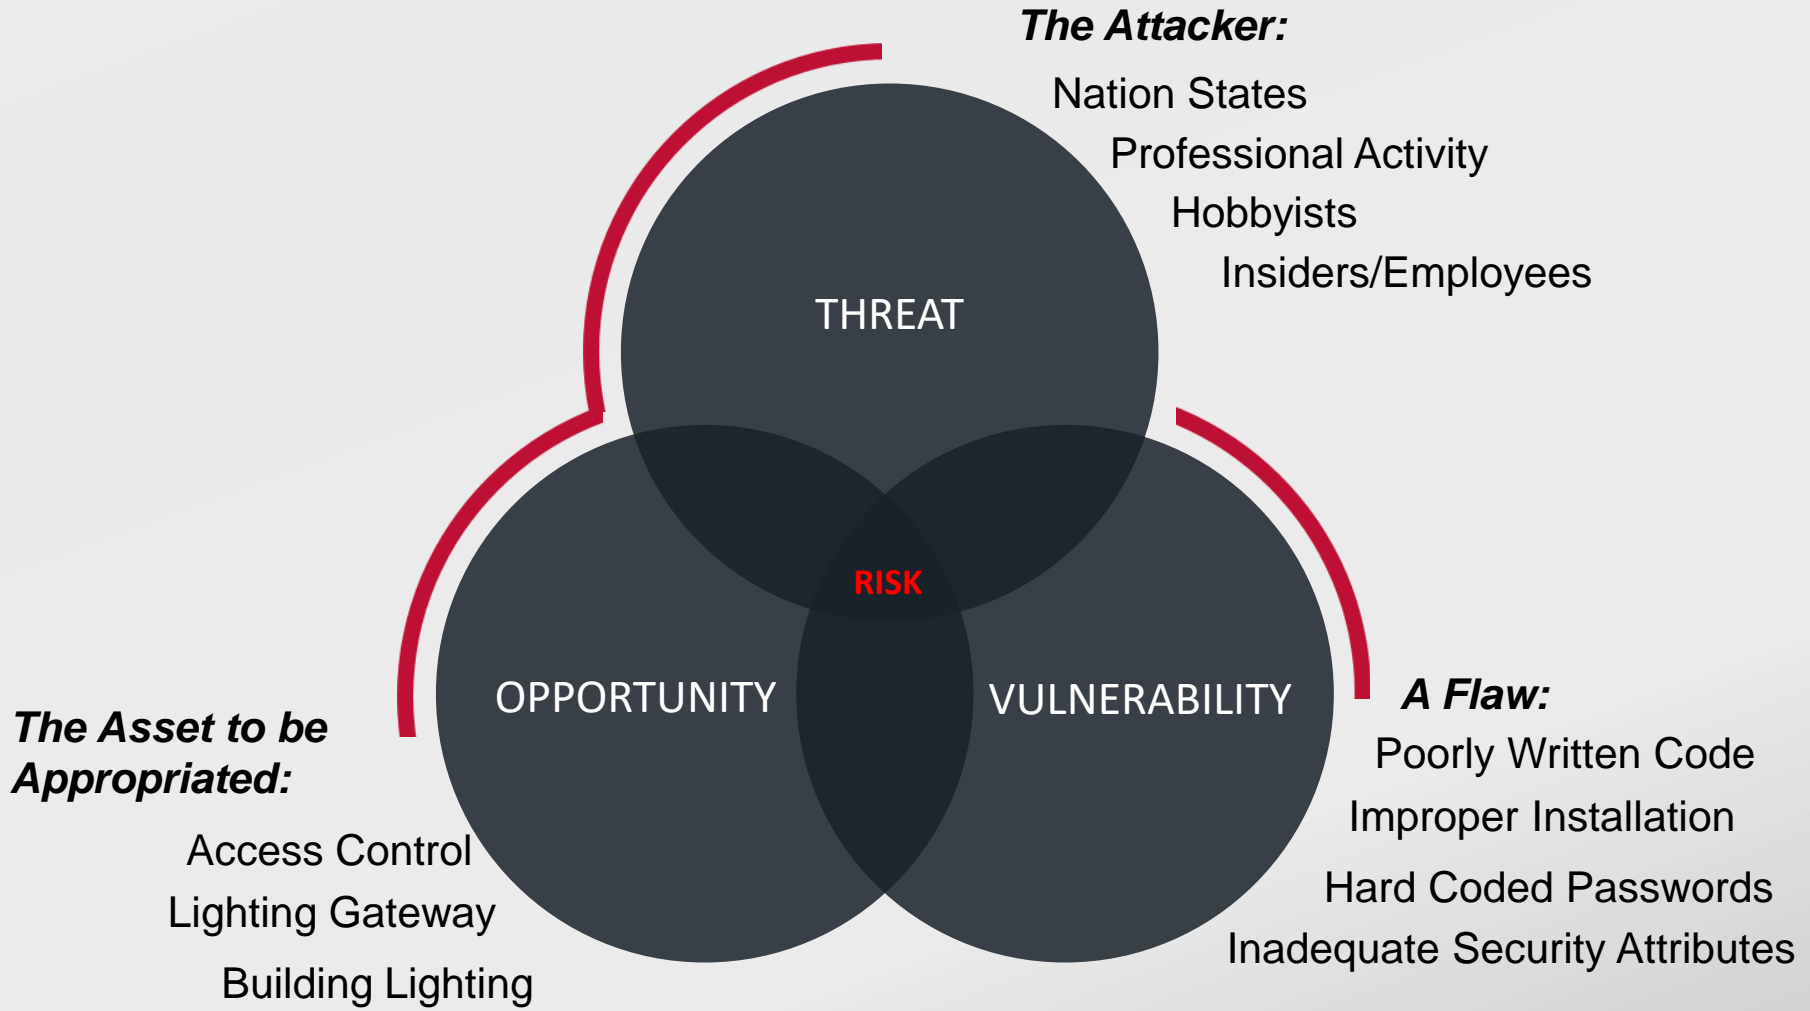 The Attacker:
Nation States
Professional Activity
Hobbyists
Insiders/Employees
THREAT
RISK
OPPORTUNITY
VULNERABILITY
The Asset to be
Appropriated:
Access Control
Lighting Gateway
Building Lighting
A Flaw:
Poorly Written Code
Improper Installation
Hard Coded Passwords
Inadequate Security Attributes